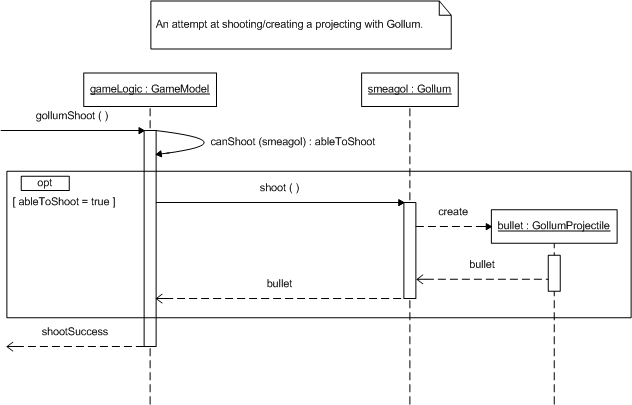 An attempt at shooting/creating a projecting with Gollum.
gameLogic : GameModel
smeagol : Gollum
gollumShoot ( )
canShoot (smeagol) : ableToShoot
opt
[ ableToShoot = true ]
shoot ( )
create
bullet : GollumProjectile
bullet
bullet
shootSuccess